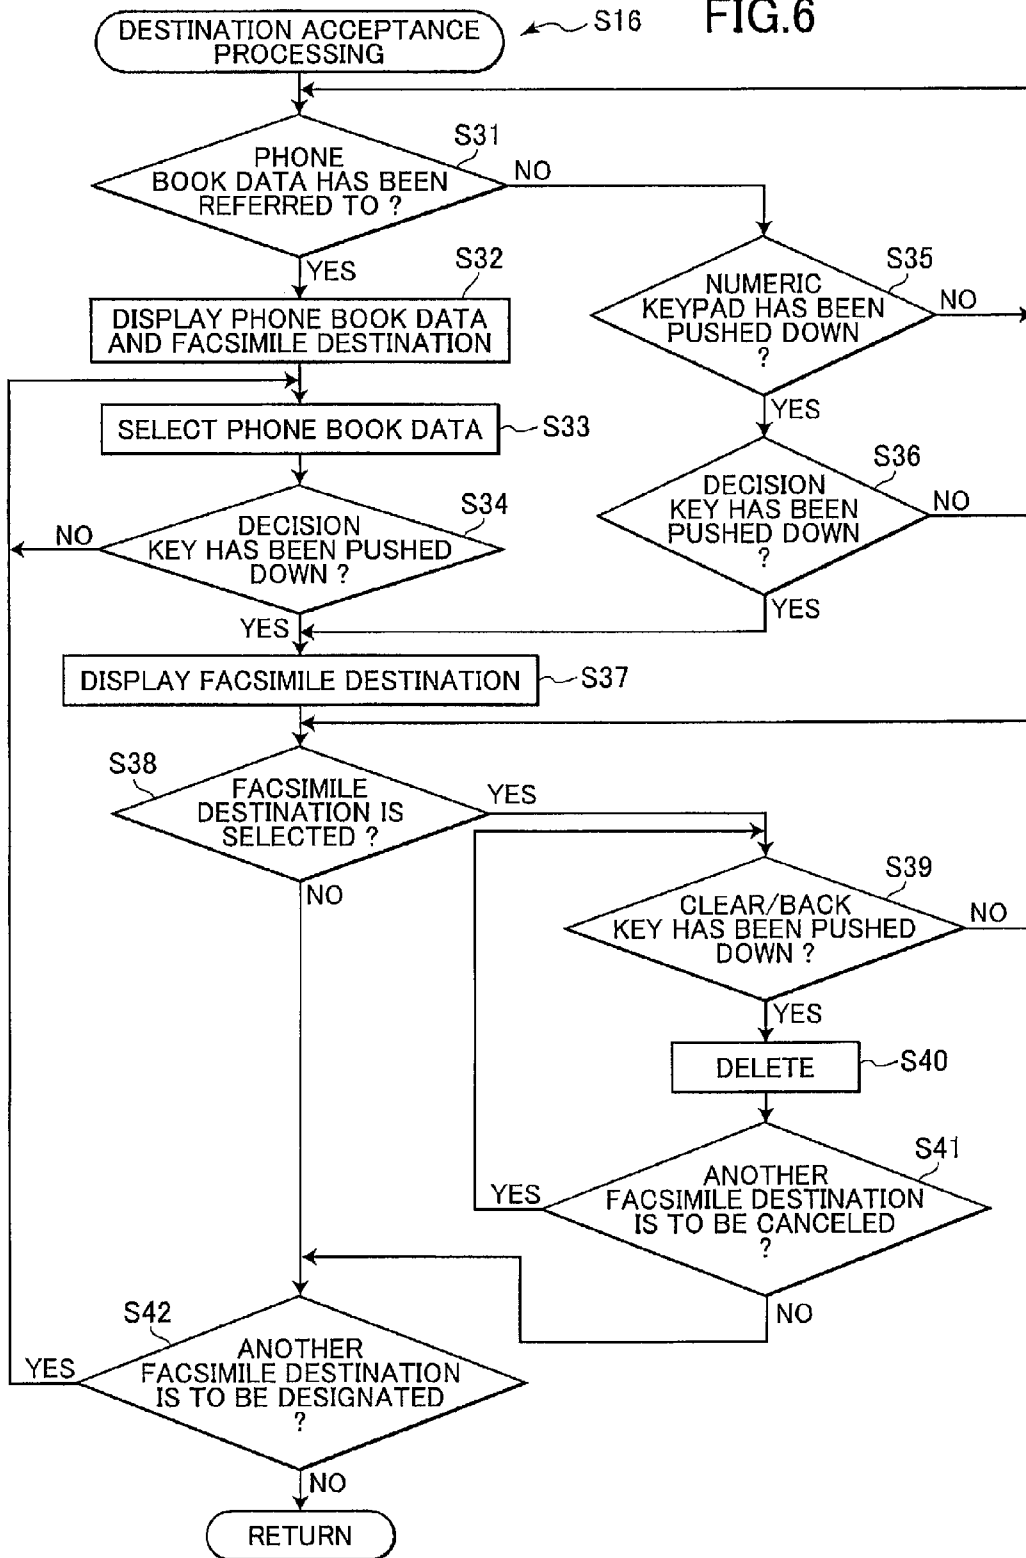 FIG.6
DESTINATION ACCEPTANCE
PROCESSING
S16
S31
PHONE
BOOK DATA HAS BEEN
REFERRED TO ?
NO
YES
S32
DISPLAY PHONE BOOK DATA
AND FACSIMILE DESTINATION
S35
NUMERIC
KEYPAD HAS BEEN
PUSHED DOWN
?
NO
YES
SELECT PHONE BOOK DATA
S33
S34
DECISION
KEY HAS BEEN PUSHED
DOWN ?
NO
YES
S36
DECISION
KEY HAS BEEN
PUSHED DOWN
?
NO
YES
DISPLAY FACSIMILE DESTINATION
S37
S38
FACSIMILE
DESTINATION IS
SELECTED ?
YES
NO
S39
CLEAR/BACK
KEY HAS BEEN PUSHED
DOWN ?
NO
YES
DELETE
S40
S41
ANOTHER
FACSIMILE DESTINATION
IS TO BE CANCELED
?
YES
NO
S42
ANOTHER
FACSIMILE DESTINATION
IS TO BE DESIGNATED
?
YES
NO
RETURN